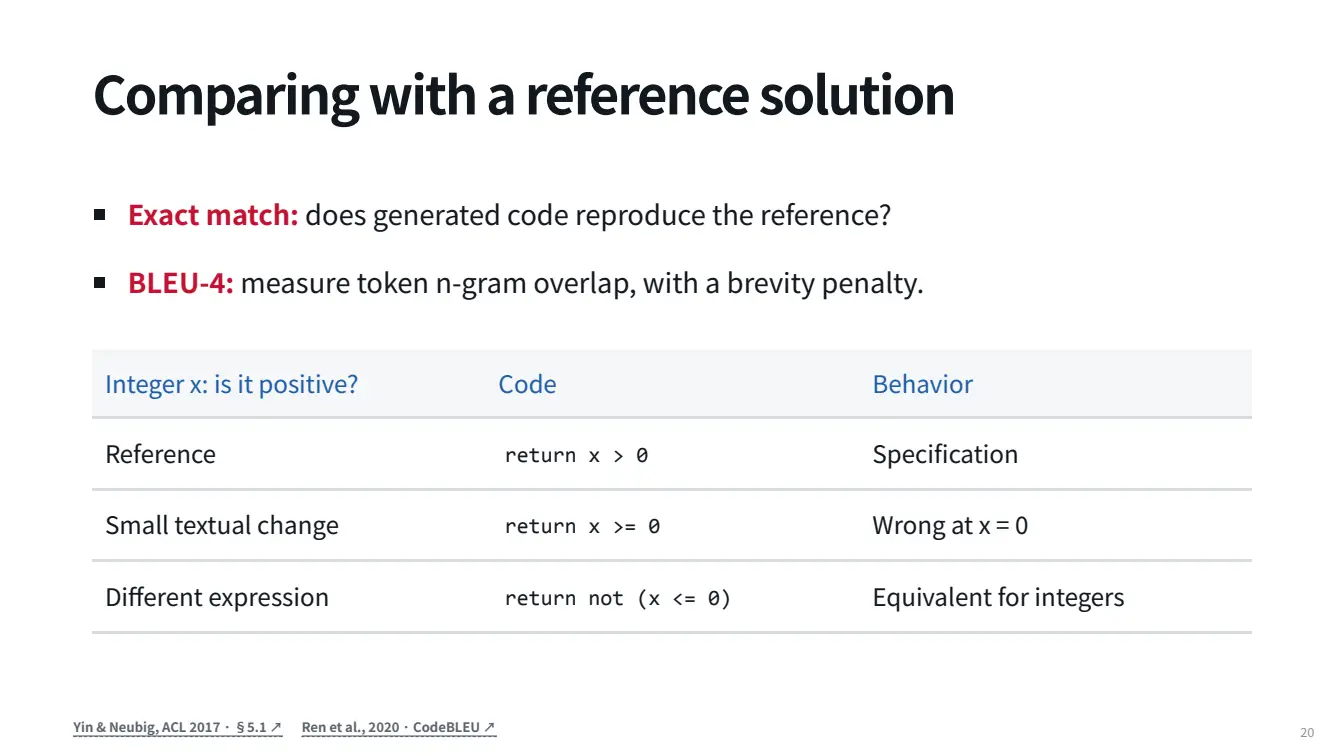 Comparing with a reference solution
▪ Exact match: does generated code reproduce the reference?
▪ BLEU-4: measure token n-gram overlap, with a brevity penalty.
Integer x: is it positive? Code Behavior
Reference return x > 0 Specification
Small textual change return x >= 0 Wrong at x = 0
Different expression return not (x <= 0) Equivalent for integers
Yin & Neubig, ACL 2017 · § 5.1 ↗ Ren et al., 2020 · CodeBLEU ↗
20